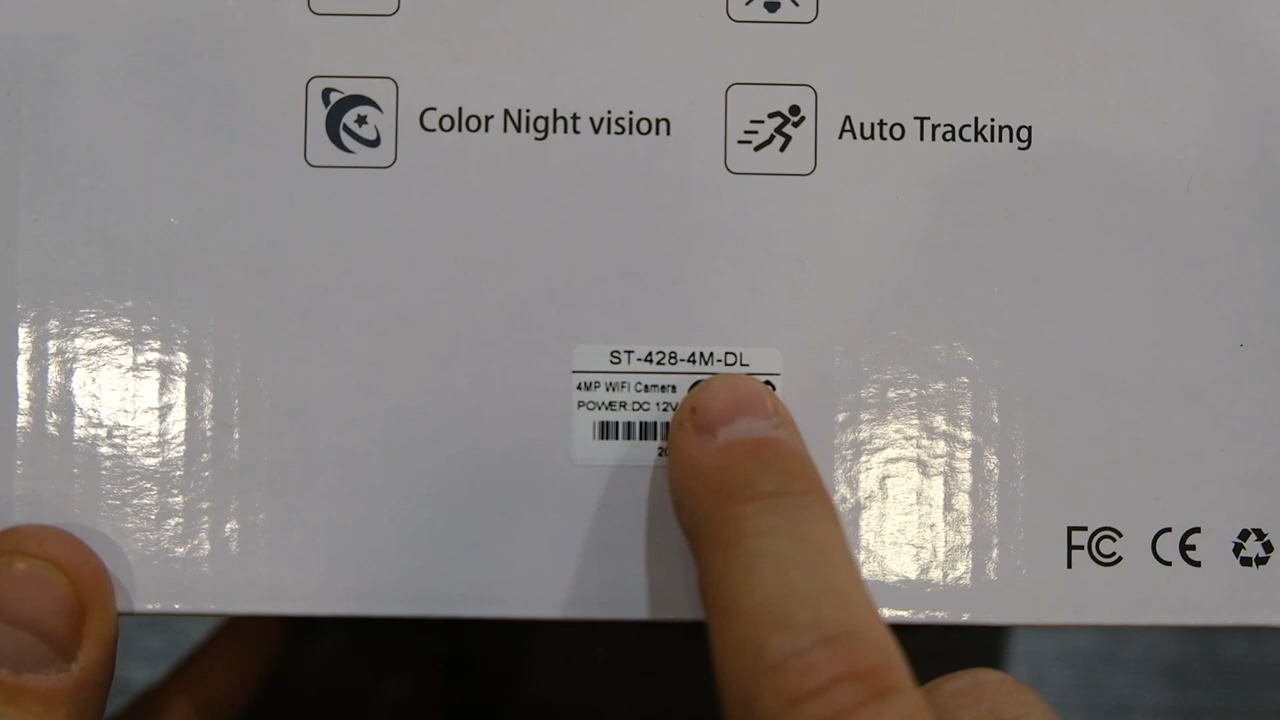 Color Night vision
Auto Tracking
ST-428-4M-DL
4MP WIFI Camera
POWER:DC 12V
FC CE